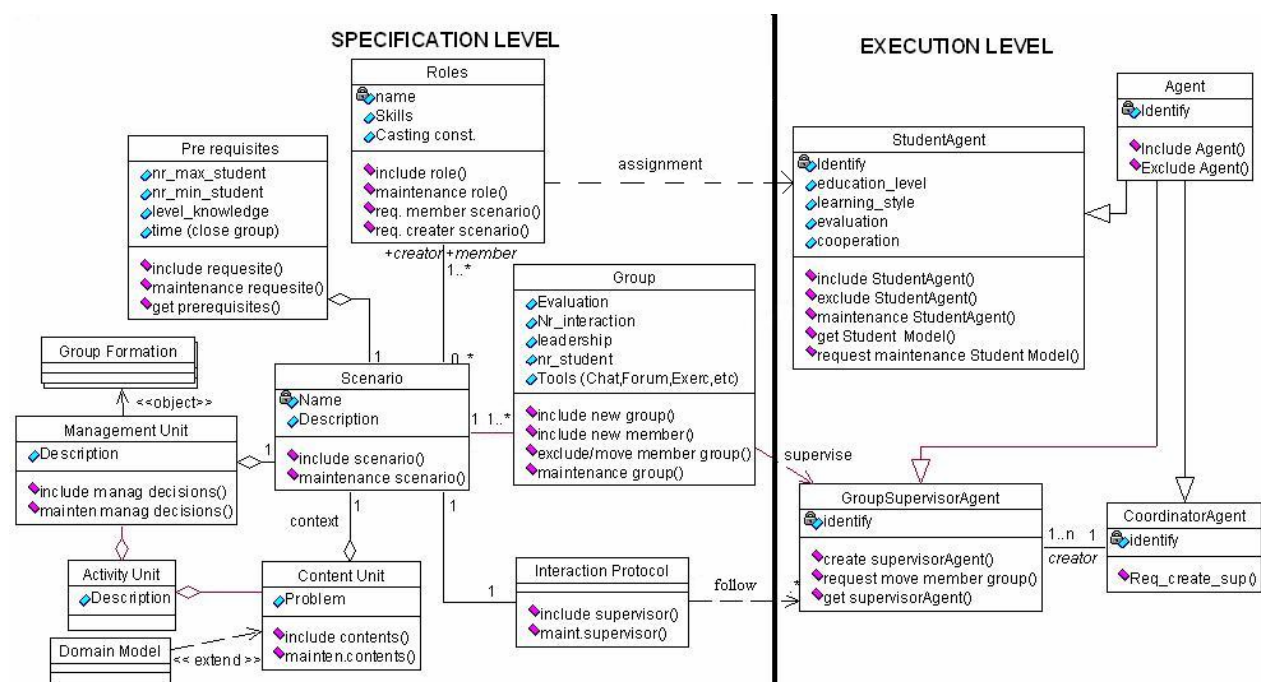 SPECIFICATION LEVEL
EXECUTION LEVEL
Roles
name
Skills
Casting const.
include role()
maintenance role()
req. member scenario()
req. creater scenario()
+creator +member
1..*
n..*
Pre requisites
nr_max_student
nr_min_student
level_knowledge
time (close group)
include requesite()
maintenance requesite()
get prerequisites()
1
Group Formation
<<object>>
Management Unit
Description
include manag decisions()
mainten manag decisions()
1
Scenario
Name
Description
include scenario()
maintenance scenario()
1 1..*
Group
Evaluation
Nr_interaction
leadership
nr_student
Tools (Chat,Forum,Exerc,etc)
include new group()
include new member()
exclude/move member group()
maintenance group()
supervise
context
1
1
Activity Unit
Description
Content Unit
Problem
include contents()
mainten.contents()
Domain Model
<< extend >>
Interaction Protocol
include supervisor()
maint.supervisor()
1
follow
.*
assignment
StudentAgent
Identify
education_level
learning_style
evaluation
cooperation
include StudentAgent()
exclude StudentAgent()
maintenance StudentAgent()
get Student Model()
request maintenance Student Model()
Agent
Identify
Include Agent()
Exclude Agent()
GroupSupervisorAgent
identify
create supervisorAgent()
request move member group()
get supervisorAgent()
1..n 1
creator
CoordinatorAgent
identify
Req_create_sup()